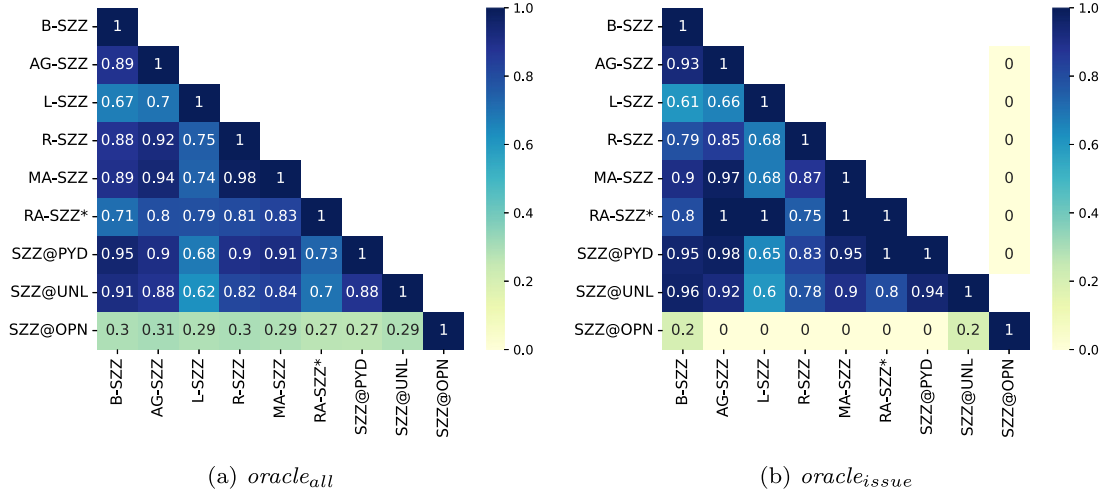 B-SZZ 1
AG-SZZ 0.89 1
L-SZZ 0.67 0.7 1
R-SZZ 0.88 0.92 0.75 1
MA-SZZ 0.89 0.94 0.74 0.98 1
RA-SZZ* 0.71 0.8 0.79 0.81 0.83 1
SZZ@PYD 0.95 0.9 0.68 0.9 0.91 0.73 1
SZZ@UNL 0.91 0.88 0.62 0.82 0.84 0.7 0.88 1
SZZ@OPN 0.3 0.31 0.29 0.3 0.29 0.27 0.27 0.29 1
B-SZZ AG-SZZ L-SZZ R-SZZ MA-SZZ RA-SZZ* SZZ@PYD SZZ@UNL SZZ@OPN
1.0
0.8
0.6
0.4
0.2
0.0
(a) oracleall
B-SZZ 1
AG-SZZ 0.93 1 0
L-SZZ 0.61 0.66 1 0
R-SZZ 0.79 0.85 0.68 1 0
MA-SZZ 0.9 0.97 0.68 0.87 1 0
RA-SZZ* 0.8 1 1 0.75 1 1 0
SZZ@PYD 0.95 0.98 0.65 0.83 0.95 1 1 0
SZZ@UNL 0.96 0.92 0.6 0.78 0.9 0.8 0.94 1
SZZ@OPN 0.2 0 0 0 0 0 0 0.2 1
B-SZZ AG-SZZ L-SZZ R-SZZ MA-SZZ RA-SZZ* SZZ@PYD SZZ@UNL SZZ@OPN
1.0
0.8
0.6
0.4
0.2
0.0
(b) oracleissue